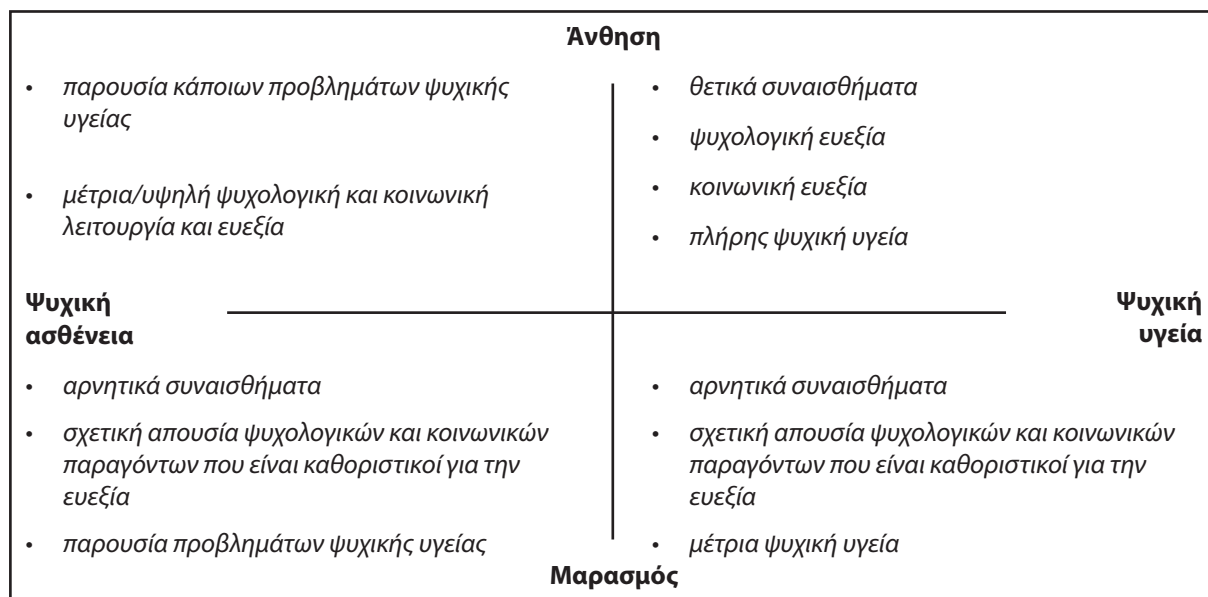 Άνθηση
• παρουσία κάποιων προβλημάτων ψυχικής
υγείας
• μέτρια/υψηλή ψυχολογική και κοινωνική
λειτουργία και ευεξία
• θετικά συναισθήματα
• ψυχολογική ευεξία
• κοινωνική ευεξία
• πλήρης ψυχική υγεία
Ψυχική
ασθένεια
Ψυχική
υγεία
• αρνητικά συναισθήματα
• σχετική απουσία ψυχολογικών και κοινωνικών
παραγόντων που είναι καθοριστικοί για την
ευεξία
• παρουσία προβλημάτων ψυχικής υγείας
• αρνητικά συναισθήματα
• σχετική απουσία ψυχολογικών και κοινωνικών
παραγόντων που είναι καθοριστικοί για την
ευεξία
• μέτρια ψυχική υγεία
Μαρασμός